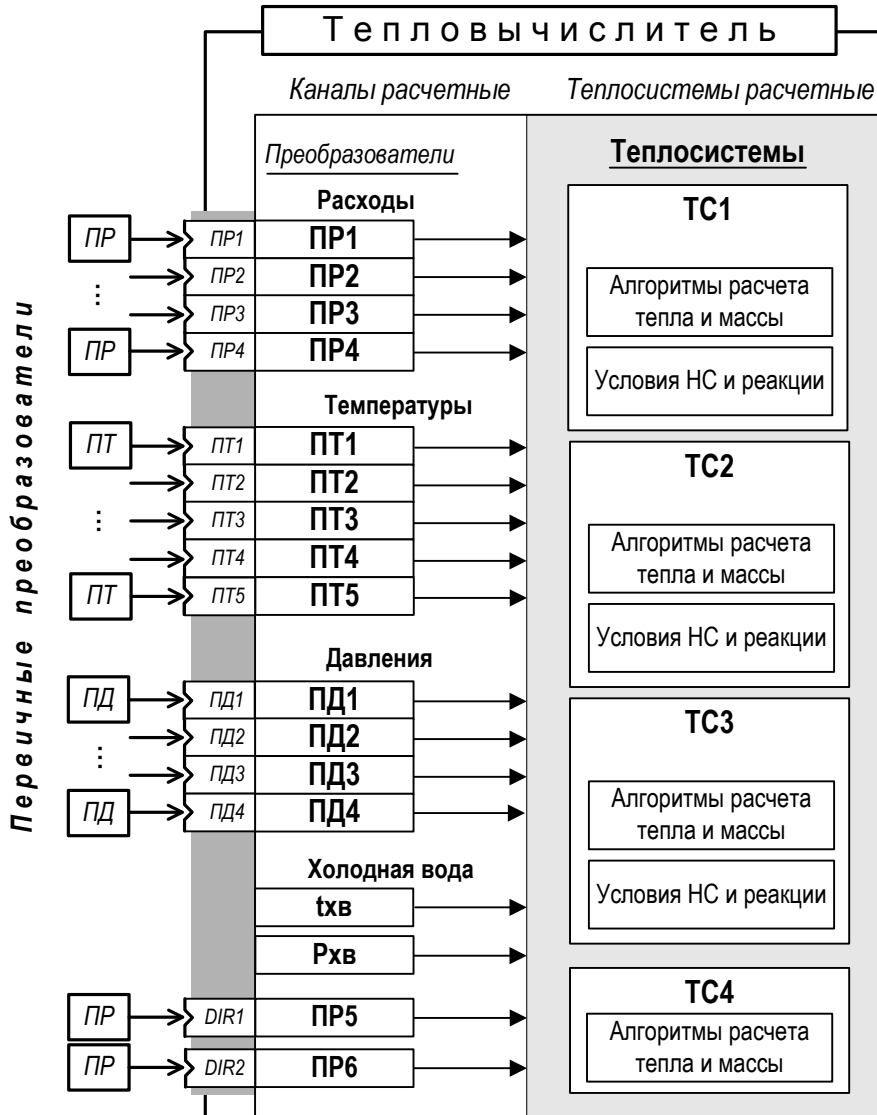 Тепловычислитель
Каналы расчетные
Теплосистемы расчетные
Преобразователи
Теплосистемы
Первичные преобразователи
Расходы
ПР ПР1 ПР1
⋮ ПР2 ПР2
ПР3 ПР3
ПР ПР4 ПР4
Температуры
ПТ ПТ1 ПТ1
ПТ2 ПТ2
⋮ ПТ3 ПТ3
ПТ4 ПТ4
ПТ ПТ5 ПТ5
Давления
ПД ПД1 ПД1
⋮ ПД2 ПД2
ПД3 ПД3
ПД ПД4 ПД4
Холодная вода
tхв
Pхв
ПР DIR1 ПР5
ПР DIR2 ПР6
ТС1
Алгоритмы расчета
тепла и массы
Условия НС и реакции
ТС2
Алгоритмы расчета
тепла и массы
Условия НС и реакции
ТС3
Алгоритмы расчета
тепла и массы
Условия НС и реакции
ТС4
Алгоритмы расчета
тепла и массы